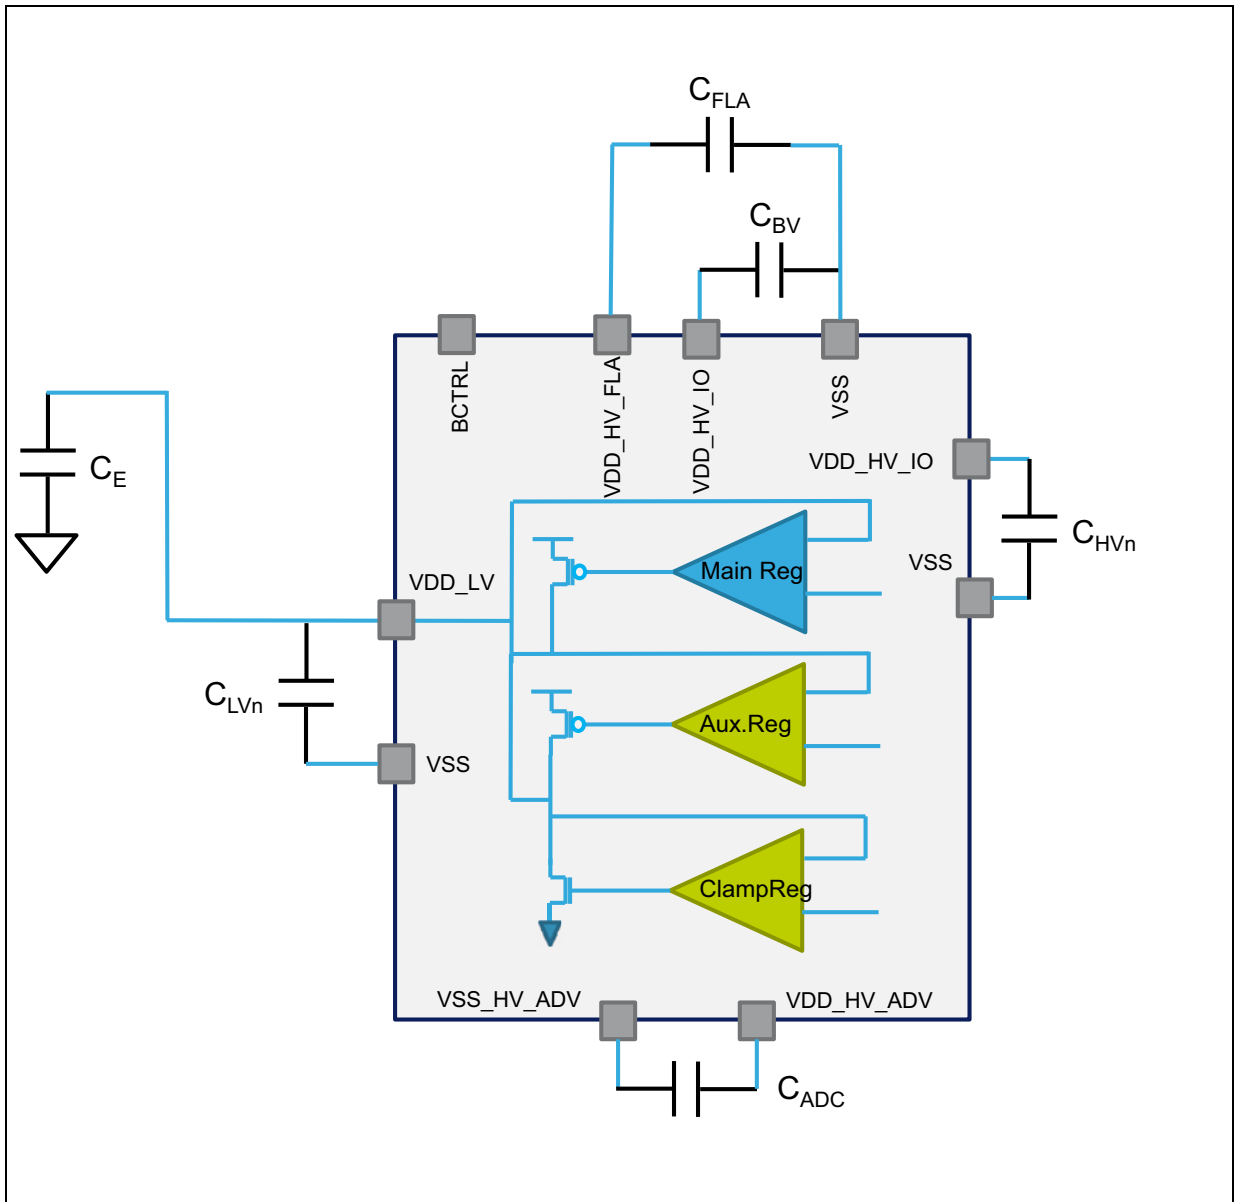 CFLA
CBV
BCTRL
VDD_HV_FLA
VDD_HV_IO
VSS
VDD_HV_IO
CE
CHVn
VSS
Main Reg
VDD_LV
CLVn
Aux.Reg
VSS
ClampReg
VSS_HV_ADV
VDD_HV_ADV
CADC